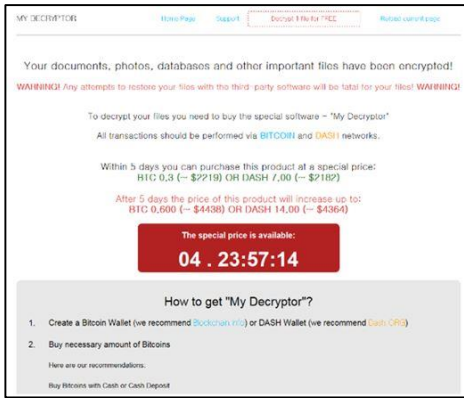 MY DECRYPTOR Home Page Support Decrypt 1 file for FREE Reload current page
Your documents, photos, databases and other important files have been encrypted!
WARNING! Any attempts to restore your files with the third-party software will be fatal for your files! WARNING!
To decrypt your files you need to buy the special software - "My Decryptor"
All transactions should be performed via BITCOIN and DASH networks.
Within 5 days you can purchase this product at a special price:
BTC 0,3 (~ $2219) OR DASH 7,00 (~ $2182)
After 5 days the price of this product will increase up to:
BTC 0,600 (~ $4438) OR DASH 14,00 (~ $4364)
The special price is available:
04 . 23:57:14
How to get "My Decryptor"?
1. Create a Bitcoin Wallet (we recommend Blockchain.info) or DASH Wallet (we recommend Dash.ORG)
2. Buy necessary amount of Bitcoins
Here are our recommendations:
Buy Bitcoins with Cash or Cash Deposit